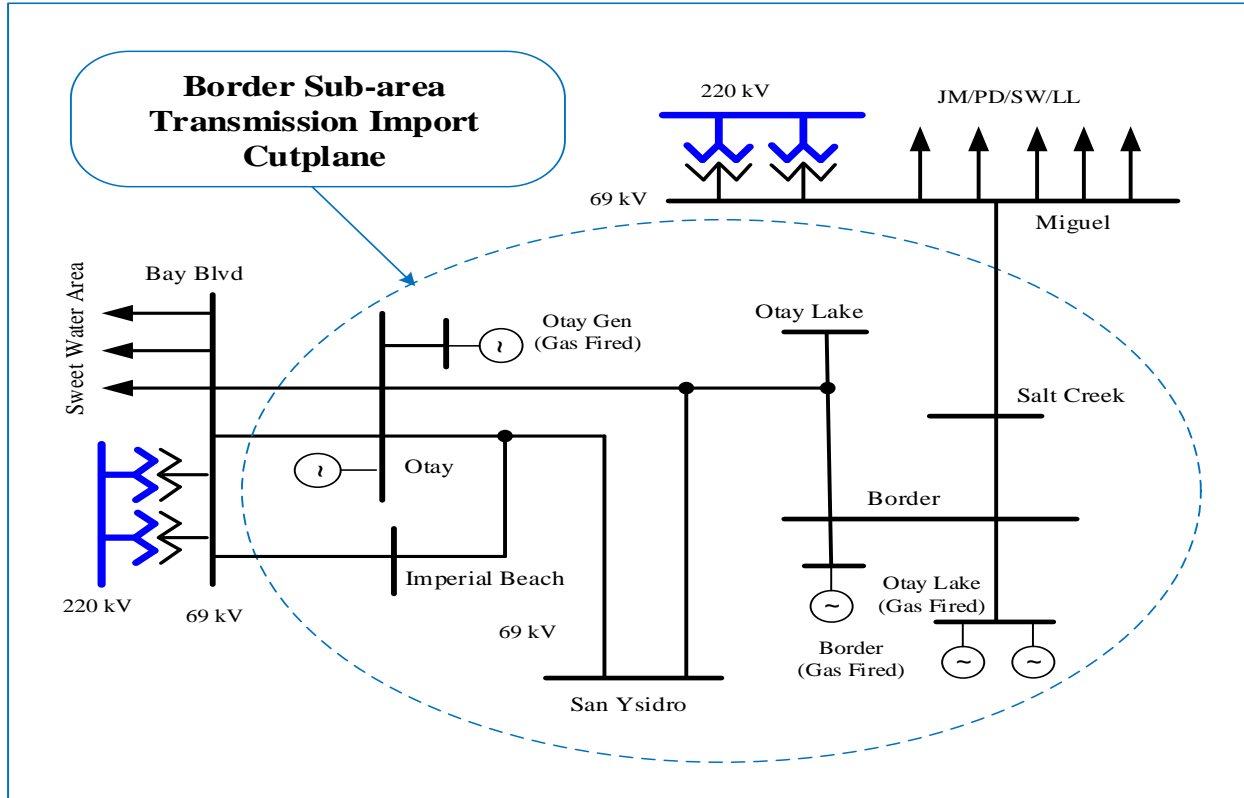 Border Sub-area
Transmission Import
Cutplane
220 kV
JM/PD/SW/LL
69 kV
Miguel
Bay Blvd
Sweet Water Area
Otay Gen
(Gas Fired)
Otay Lake
Salt Creek
~
Otay
~
Border
Imperial Beach
220 kV
69 kV
69 kV
~
Border
(Gas Fired)
Otay Lake
(Gas Fired)
~
~
San Ysidro